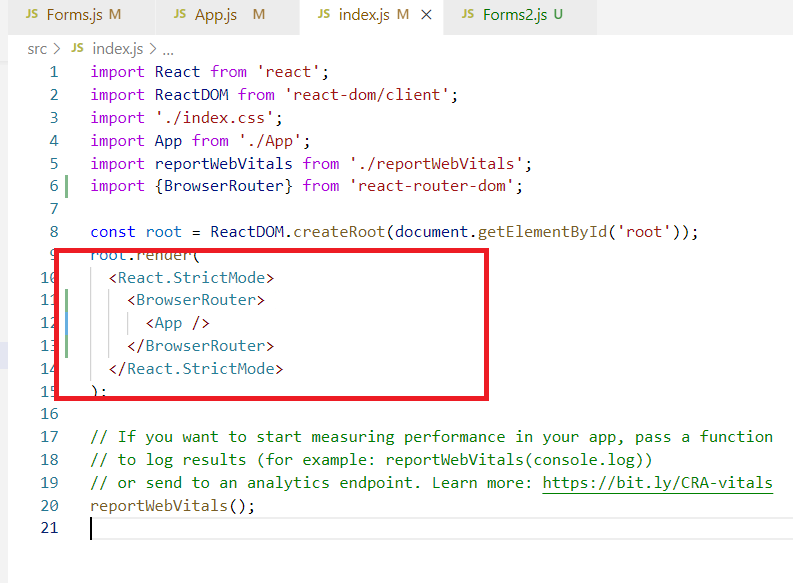 JS Forms.js M JS App.js M JS index.js M × JS Forms2.js U
src > JS index.js > ...
1 import React from 'react';
2 import ReactDOM from 'react-dom/client';
3 import './index.css';
4 import App from './App';
5 import reportWebVitals from './reportWebVitals';
6 import {BrowserRouter} from 'react-router-dom';
7
8 const root = ReactDOM.createRoot(document.getElementById('root'));
9 root.render(
10 <React.StrictMode>
11 <BrowserRouter>
12 <App />
13 </BrowserRouter>
14 </React.StrictMode>
15 );
16
17 // If you want to start measuring performance in your app, pass a function
18 // to log results (for example: reportWebVitals(console.log))
19 // or send to an analytics endpoint. Learn more: https://bit.ly/CRA-vitals
20 reportWebVitals();
21